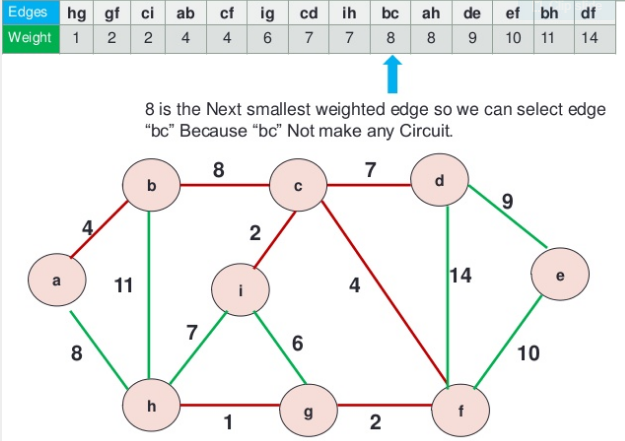 Edges hg gf ci ab cf ig cd ih bc ah de ef bh df
Weight 1 2 2 4 4 6 7 7 8 8 9 10 11 14
8 is the Next smallest weighted edge so we can select edge
“bc” Because “bc” Not make any Circuit.
8
7
b
c
d
9
4
2
a
11
i
4
14
e
8
7
6
10
h
g
f
1
2